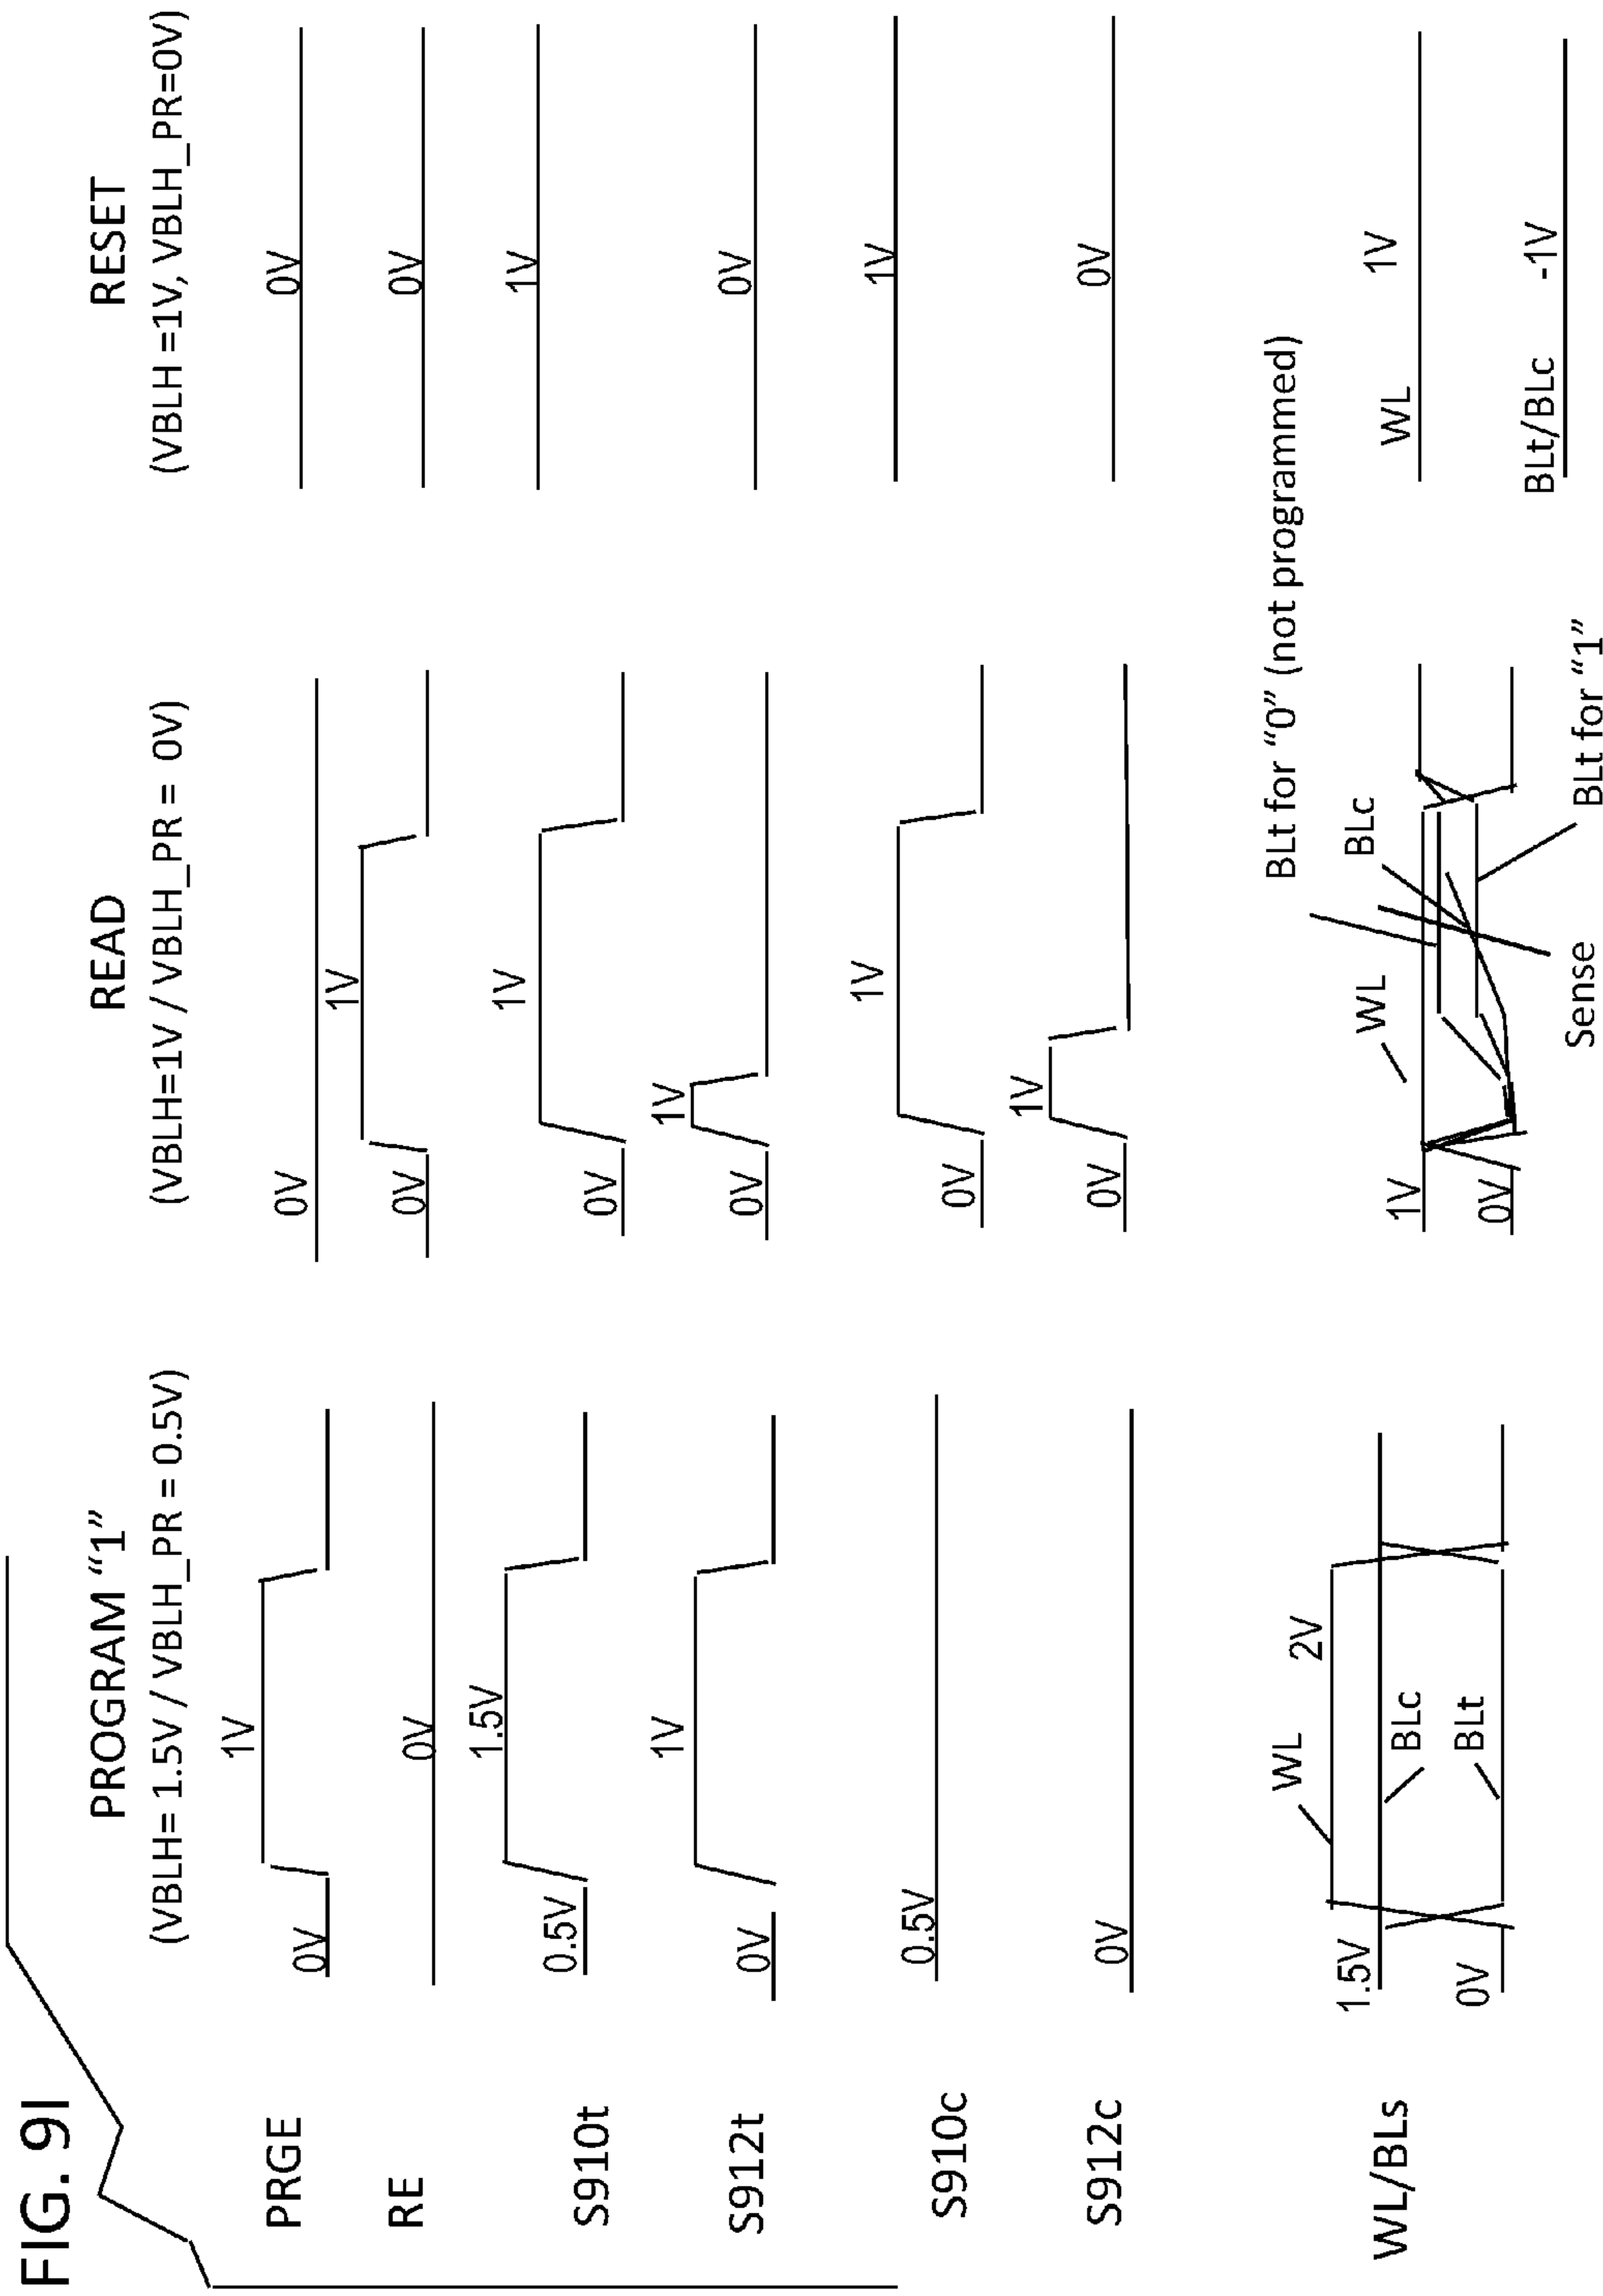 FIG. 9I
PROGRAM “1”
(VBLH= 1.5V / VBLH_PR = 0.5V)
READ
(VBLH=1V / VBLH_PR = 0V)
RESET
(VBLH =1V, VBLH_PR=0V)
PRGE
0V
1V
0V
0V
RE
0V
0V
1V
0V
S910t
0.5V
1.5V
0V
1V
1V
S912t
0V
1V
0V
1V
0V
S910c
0.5V
0V
1V
1V
S912c
0V
0V
1V
0V
WL/BLs
1.5V
0V
WL
2V
BLc
BLt
1V
0V
WL
BLc
BLt for “0” (not programmed)
Sense
BLt for “1”
WL
1V
BLt/BLc
-1V